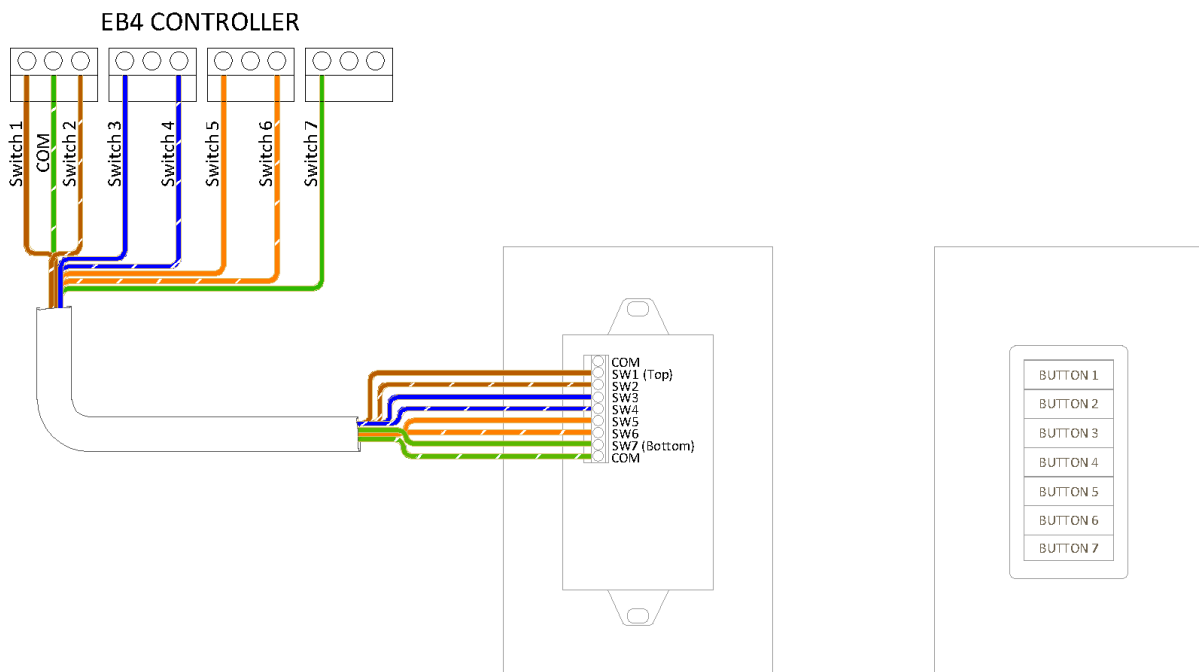 EB4 CONTROLLER
Switch 1
COM
Switch 2
Switch 3
Switch 4
Switch 5
Switch 6
Switch 7
COM
SW1 (Top)
SW2
SW3
SW4
SW5
SW6
SW7 (Bottom)
COM
BUTTON 1
BUTTON 2
BUTTON 3
BUTTON 4
BUTTON 5
BUTTON 6
BUTTON 7